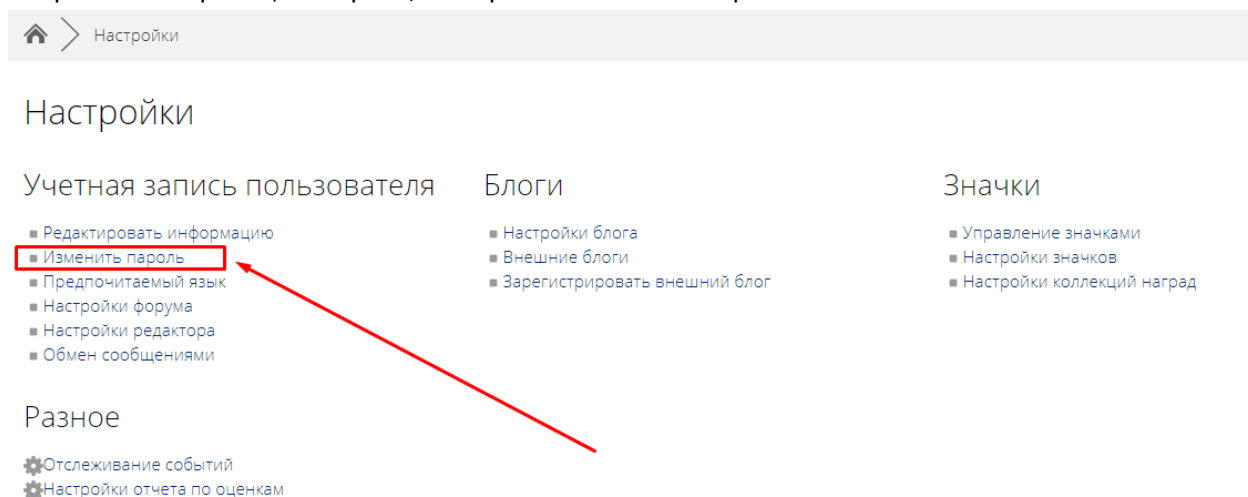 Настройки
Настройки
Учетная запись пользователя
Редактировать информацию
Изменить пароль
Предпочитаемый язык
Настройки форума
Настройки редактора
Обмен сообщениями
Блоги
Настройки блога
Внешние блоги
Зарегистрировать внешний блог
Значки
Управление значками
Настройки значков
Настройки коллекций наград
Разное
Отслеживание событий
Настройки отчета по оценкам